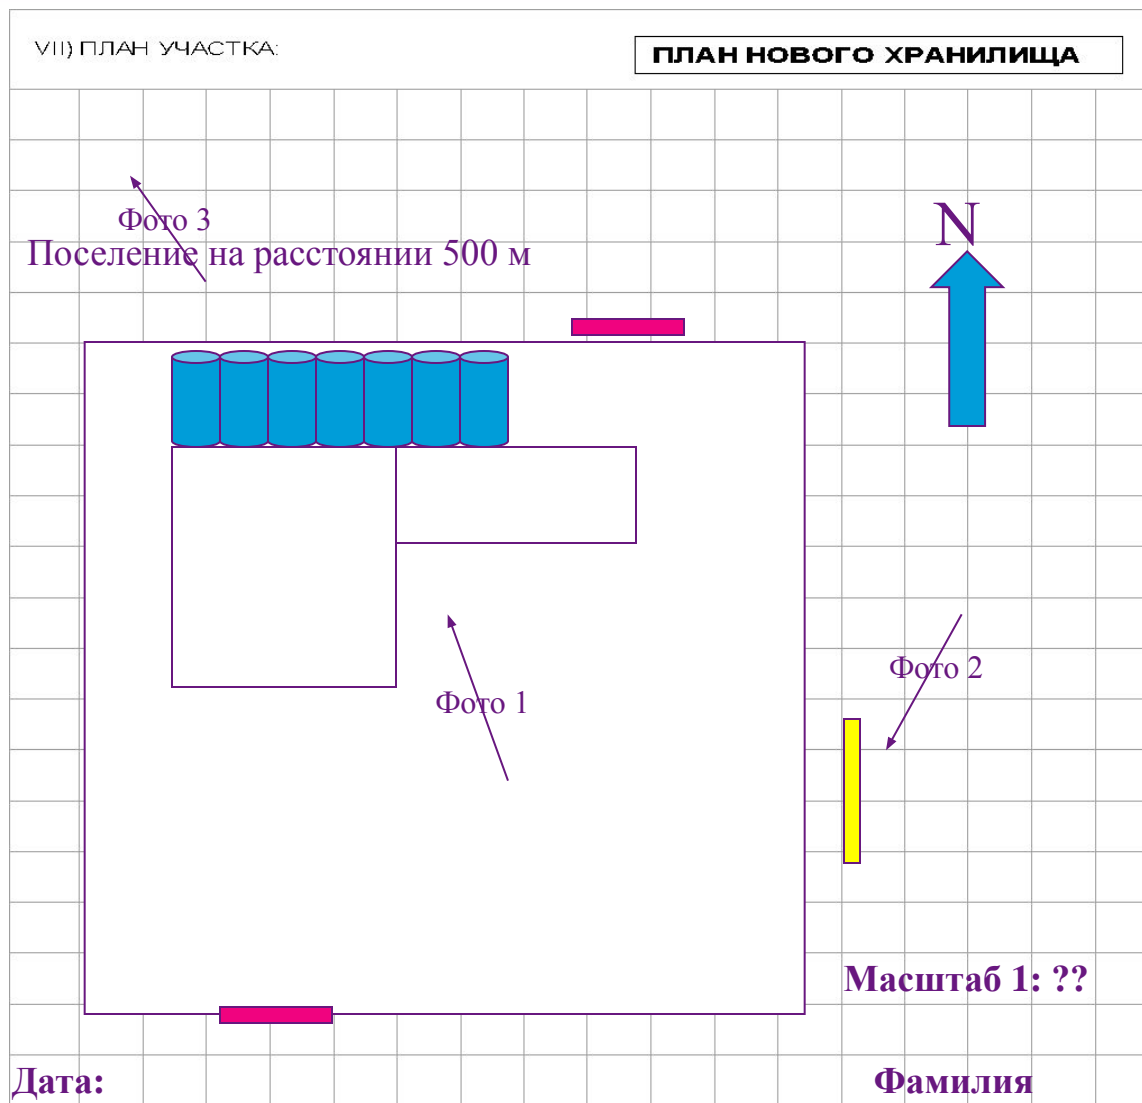 VII) ПЛАН УЧАСТКА:
ПЛАН НОВОГО ХРАНИЛИЩА
Фото 3
Поселение на расстоянии 500 м
N
Фото 2
Фото 1
Масштаб 1: ??
Дата:
Фамилия